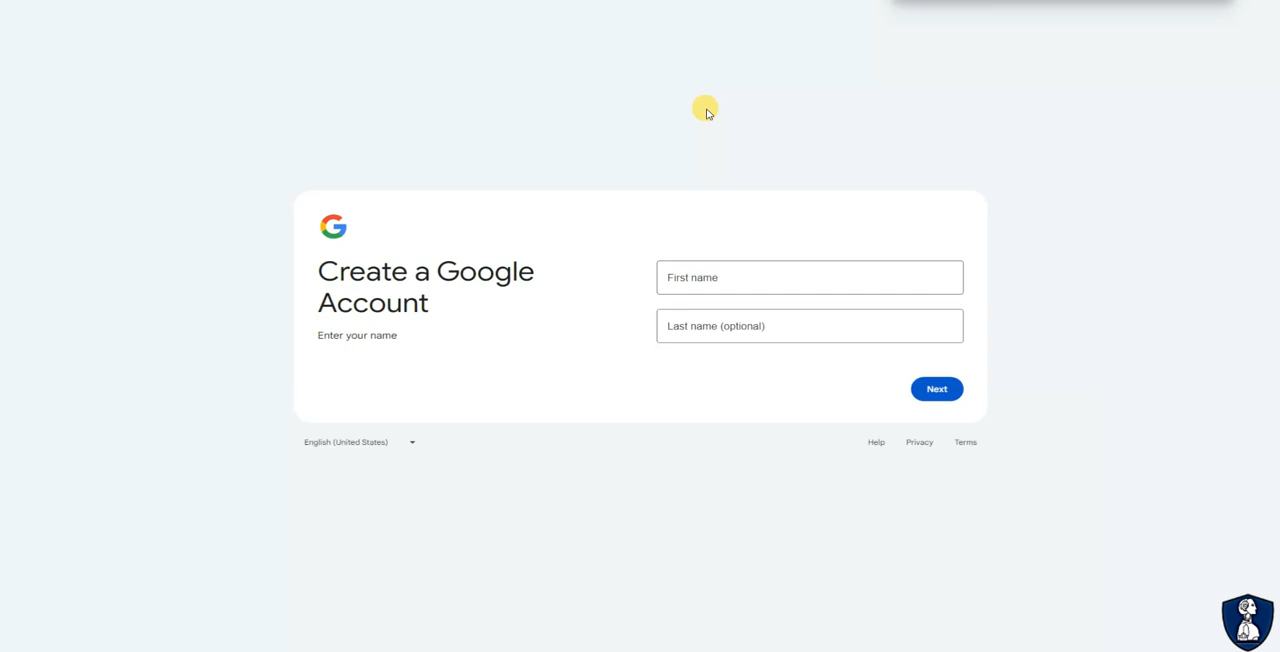 Create a Google
Account
Enter your name
First name
Last name (optional)
Next
English (United States)
Help
Privacy
Terms